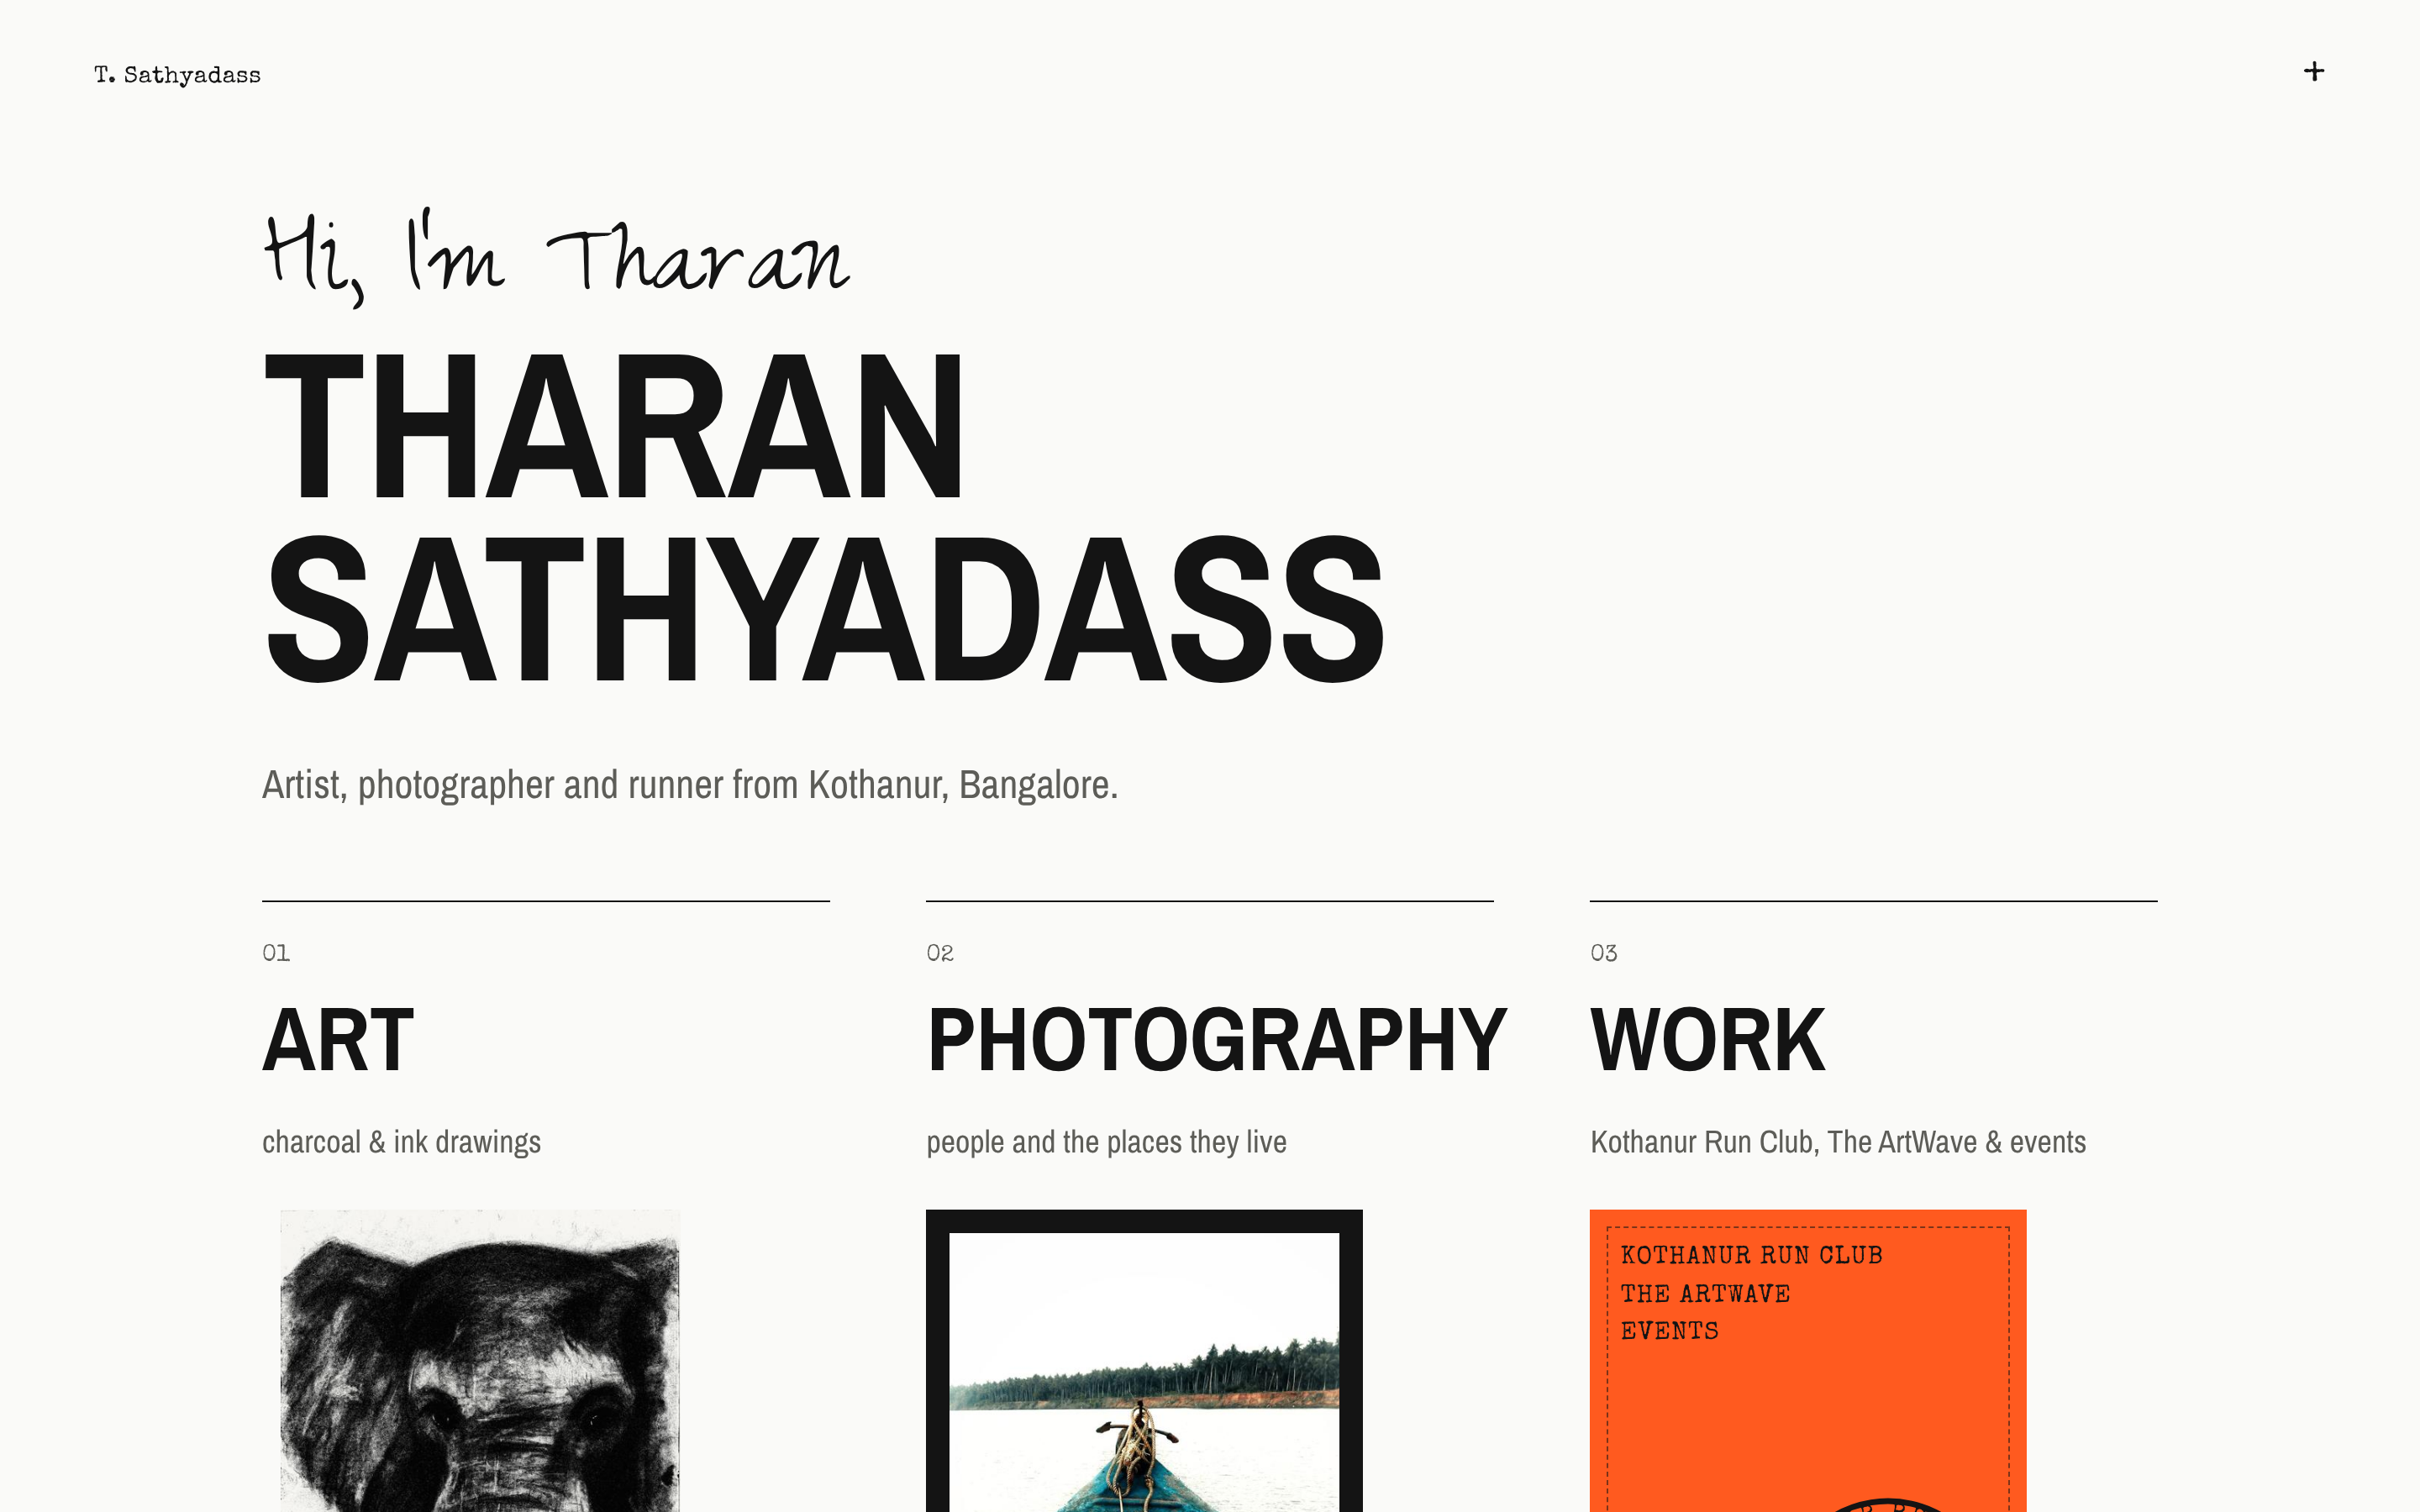 T. Sathyadass
+
Hi, I'm Tharan
THARAN
SATHYADASS
Artist, photographer and runner from Kothanur, Bangalore.
01
ART
charcoal & ink drawings
02
PHOTOGRAPHY
people and the places they live
03
WORK
Kothanur Run Club, The ArtWave & events
KOTHANUR RUN CLUB
THE ARTWAVE
EVENTS